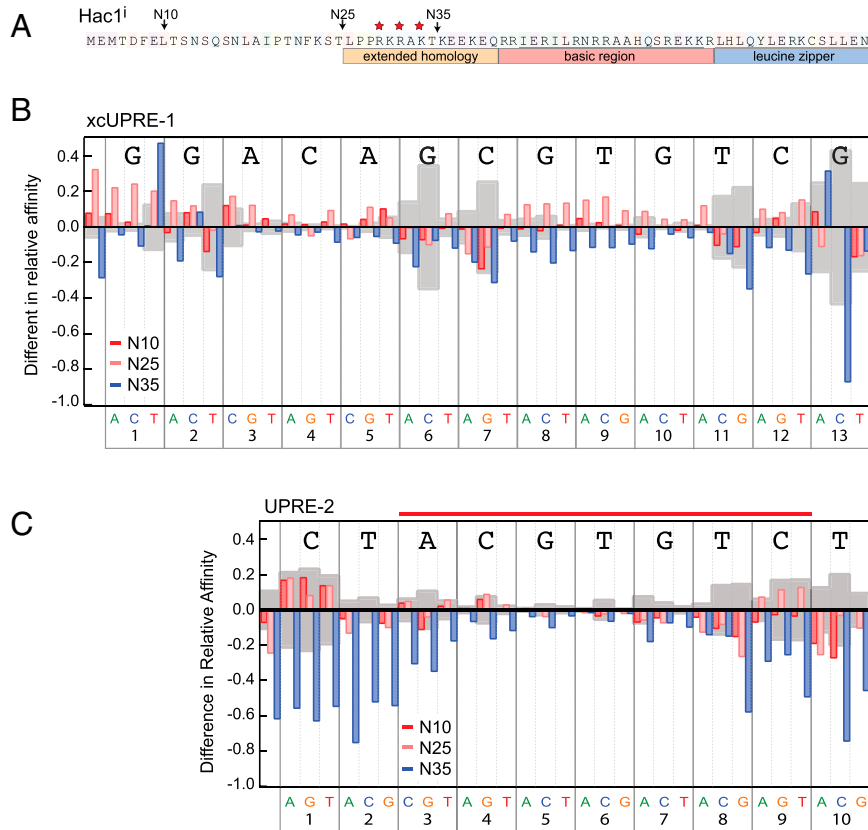 A
Hac1i
N10
N25
N35
MEMTDFELTSNSQSNLAIPTNFKSTLPPRKRAKTKEEKEQRRIERILRNRRAAHQSREKKRLHLQYLERKCSLLEN
extended homology
basic region
leucine zipper
B
xcUPRE-1
G G A C A G C G T G T C G
Different in relative affinity
0.4
0.2
0.0
-0.2
-0.4
-0.6
-0.8
-1.0
N10
N25
N35
A C T A C T C G T A G T C G T A C T A G T A C T A C G A C T A C G A G T A C T
1 2 3 4 5 6 7 8 9 10 11 12 13
C
UPRE-2
C T A C G T G T C T
Difference in Relative Affinity
0.4
0.2
0.0
-0.2
-0.4
-0.6
-0.8
-1.0
N10
N25
N35
A G T A C G C G T A G T A C T A C G A C T A C G A G T A C G
1 2 3 4 5 6 7 8 9 10